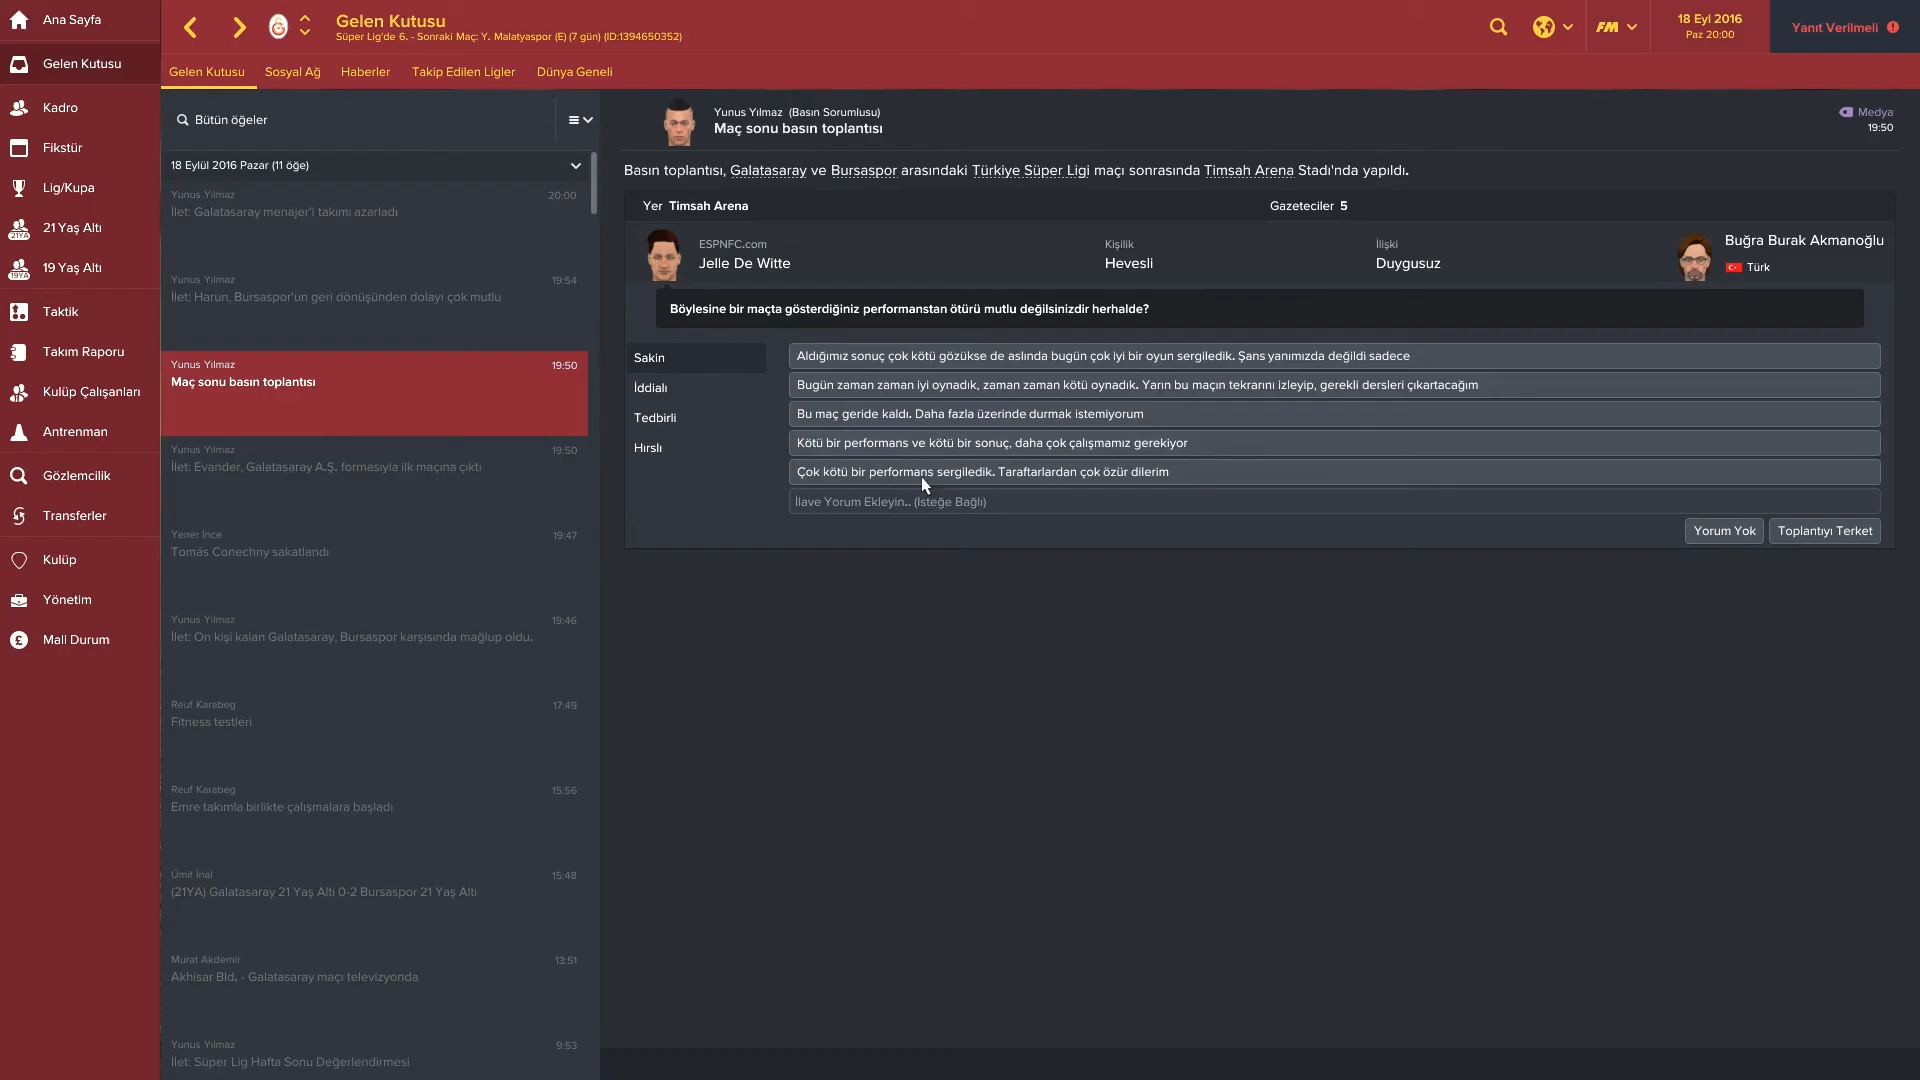 Ana Sayfa
Gelen Kutusu
Kadro
Fikstür
Lig/Kupa
21YA
21 Yaş Altı
19YA
19 Yaş Altı
Taktik
Takım Raporu
Kulüp Çalışanları
Antrenman
Gözlemcilik
Transferler
Kulüp
Yönetim
Mali Durum
Gelen Kutusu
Süper Lig'de 6. - Sonraki Maç: Y. Malatyaspor (E) (7 gün) (ID:1394650352)
FM
18 Eyl 2016
Paz 20:00
Yanıt Verilmeli
Gelen Kutusu Sosyal Ağ Haberler Takip Edilen Ligler Dünya Geneli
Bütün öğeler
18 Eylül 2016 Pazar (11 öğe)
Yunus Yılmaz 20:00
İlet: Galatasaray menajer'i takımı azarladı
Yunus Yılmaz 19:54
İlet: Harun, Bursaspor'un geri dönüşünden dolayı çok mutlu
Yunus Yılmaz 19:50
Maç sonu basın toplantısı
Yunus Yılmaz 19:50
İlet: Evander, Galatasaray A.Ş. formasıyla ilk maçına çıktı
Yener İnce 19:47
Tomás Conechny sakatlandı
Yunus Yılmaz 19:46
İlet: On kişi kalan Galatasaray, Bursaspor karşısında mağlup oldu.
Reuf Karabeg 17:49
Fitness testleri
Reuf Karabeg 15:56
Emre takımla birlikte çalışmalara başladı
Ümit İnal 15:48
(21YA) Galatasaray 21 Yaş Altı 0-2 Bursaspor 21 Yaş Altı
Murat Akdemir 13:51
Akhisar Bld. - Galatasaray maçı televizyonda
Yunus Yılmaz 9:53
İlet: Süper Lig Hafta Sonu Değerlendirmesi
Yunus Yılmaz (Basın Sorumlusu)
Maç sonu basın toplantısı
Medya
19:50
Basın toplantısı, Galatasaray ve Bursaspor arasındaki Türkiye Süper Ligi maçı sonrasında Timsah Arena Stadı'nda yapıldı.
Yer Timsah Arena Gazeteciler 5
ESPNFC.com
Jelle De Witte
Kişilik
Hevesli
İlişki
Duygusuz
Buğra Burak Akmanoğlu
Türk
Böylesine bir maçta gösterdiğiniz performanstan ötürü mutlu değilsinizdir herhalde?
Sakin
İddialı
Tedbirli
Hırslı
Aldığımız sonuç çok kötü gözükse de aslında bugün çok iyi bir oyun sergiledik. Şans yanımızda değildi sadece
Bugün zaman zaman iyi oynadık, zaman zaman kötü oynadık. Yarın bu maçın tekrarını izleyip, gerekli dersleri çıkartacağım
Bu maç geride kaldı. Daha fazla üzerinde durmak istemiyorum
Kötü bir performans ve kötü bir sonuç, daha çok çalışmamız gerekiyor
Çok kötü bir performans sergiledik. Taraftarlardan çok özür dilerim
İlave Yorum Ekleyin.. (İsteğe Bağlı)
Yorum Yok Toplantıyı Terket